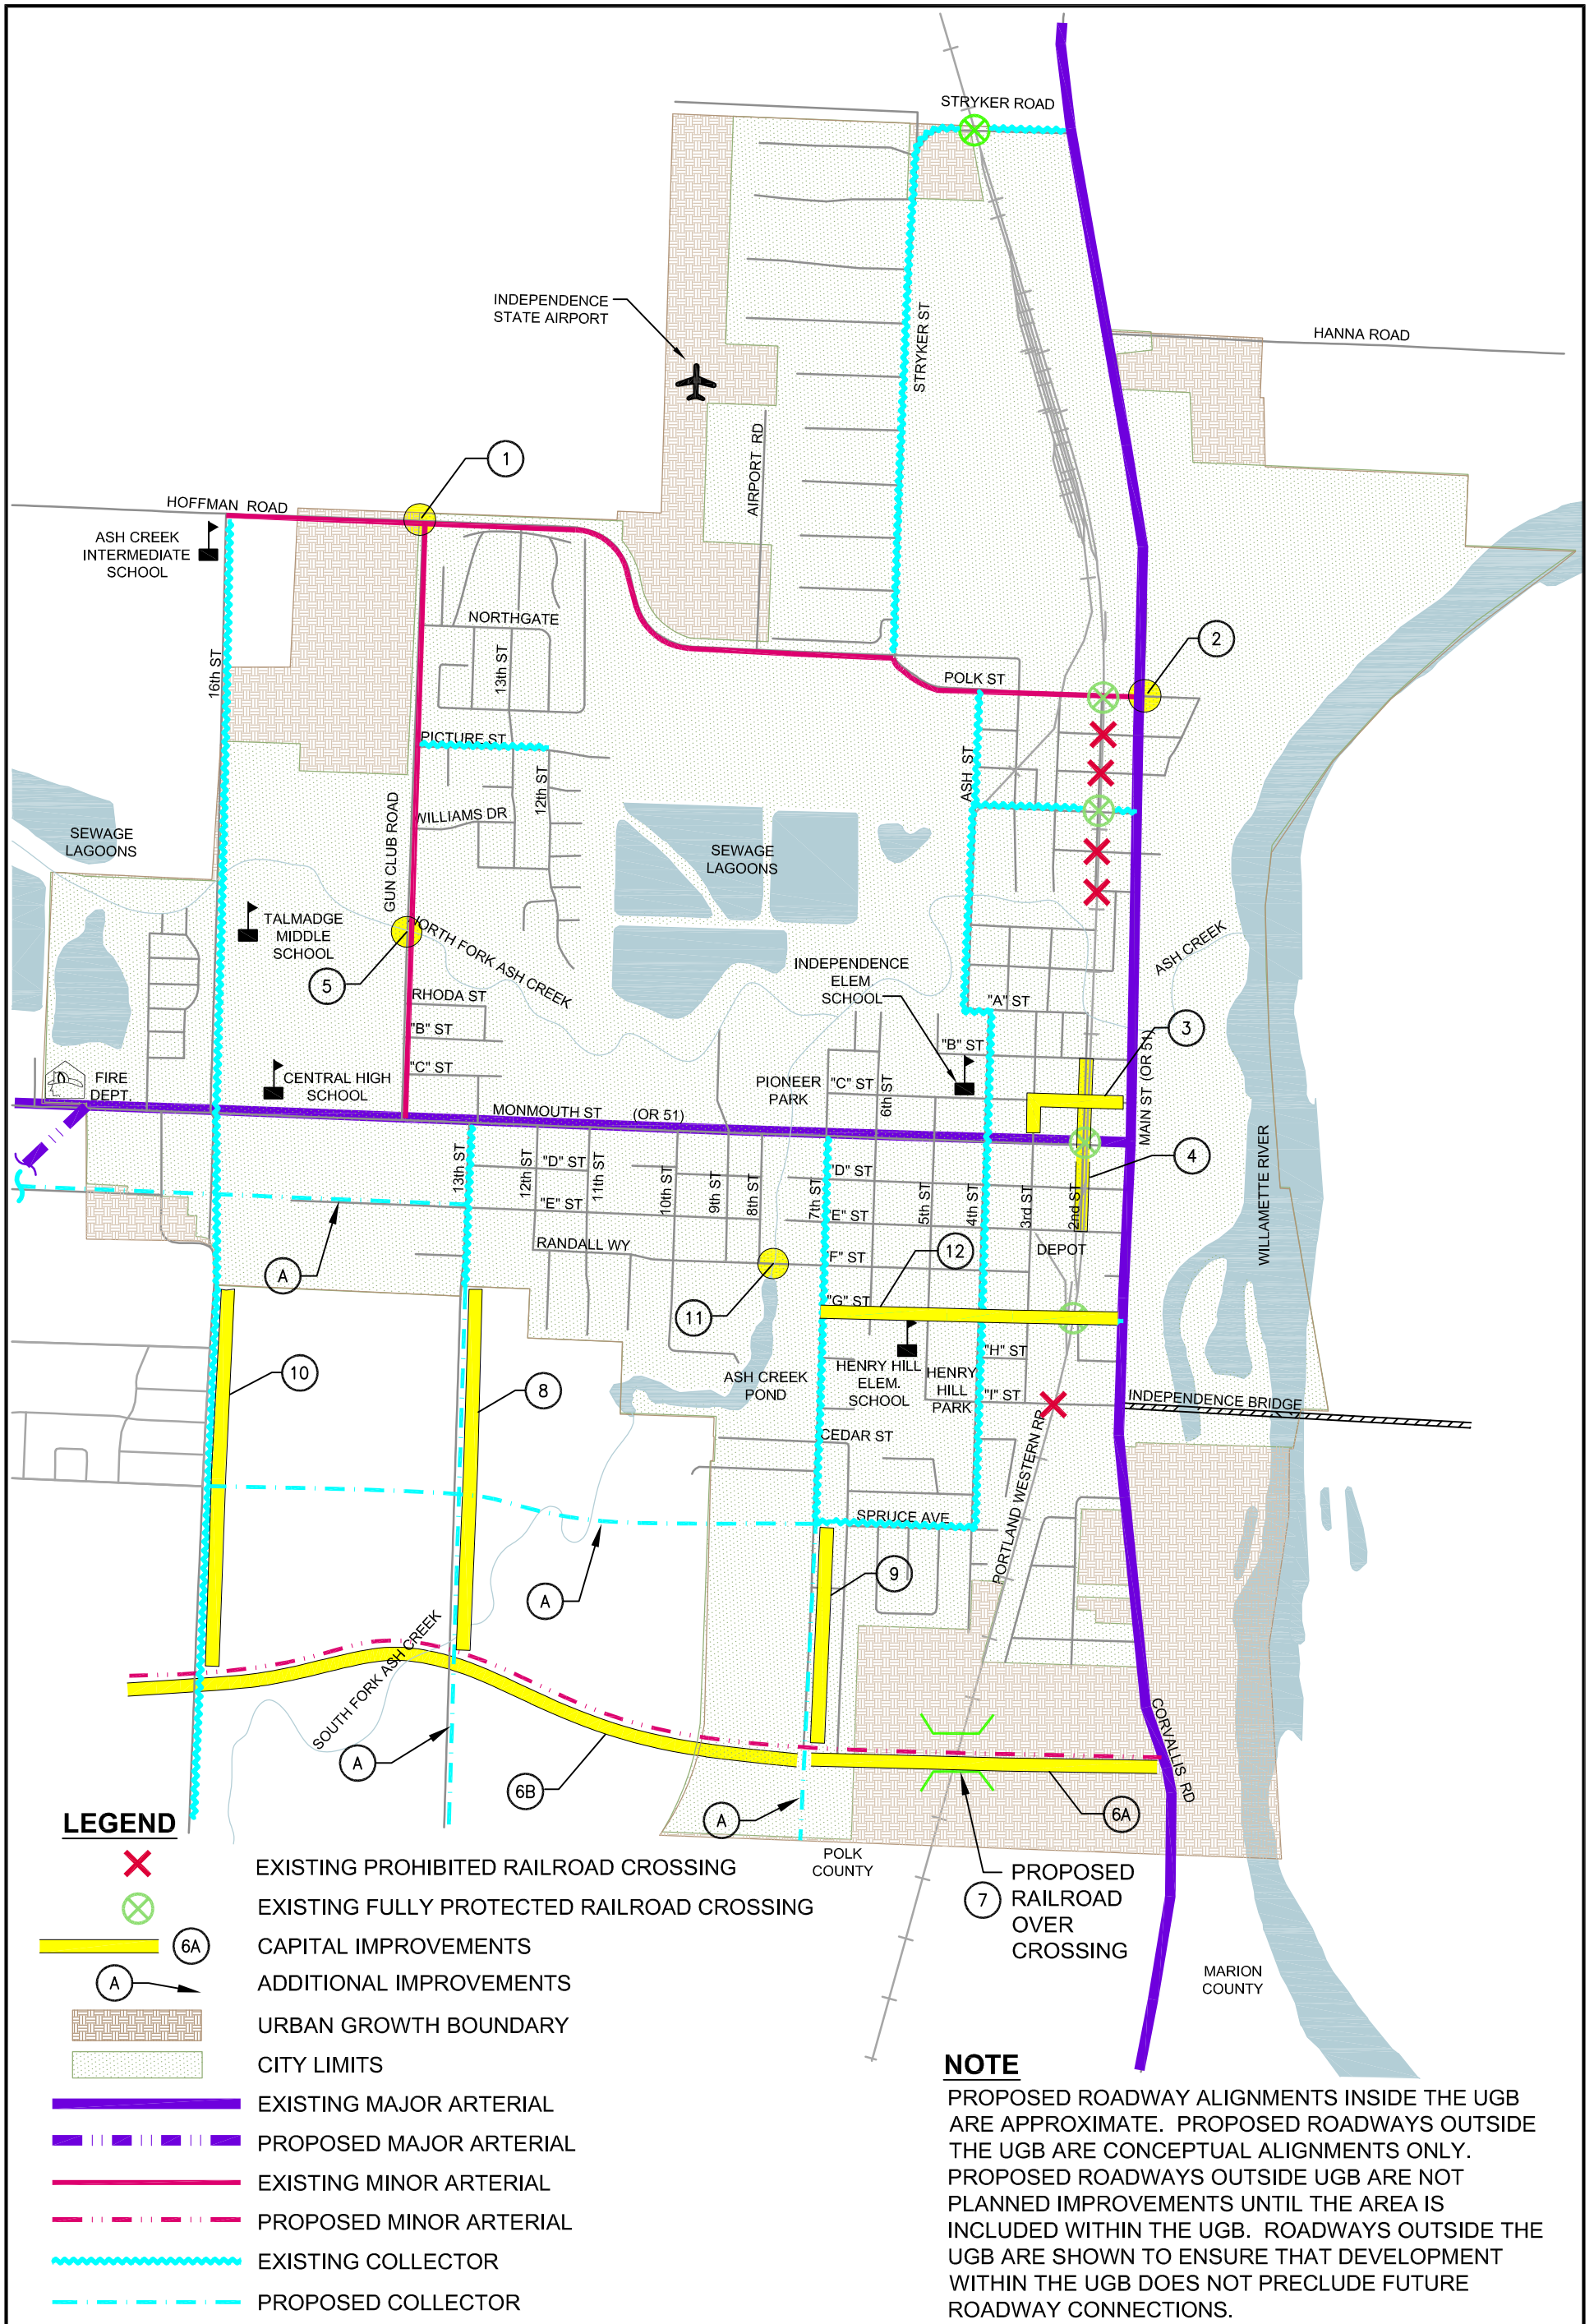 STRYKER ROAD
INDEPENDENCE
STATE AIRPORT
HANNA ROAD
STRYKER ST
AIRPORT RD
1
HOFFMAN ROAD
ASH CREEK
INTERMEDIATE
SCHOOL
NORTHGATE
13th ST
16th ST
2
POLK ST
PICTURE ST
12th ST
ASH ST
WILLIAMS DR
GUN CLUB ROAD
SEWAGE
LAGOONS
SEWAGE
LAGOONS
TALMADGE
MIDDLE
SCHOOL
NORTH FORK ASH CREEK
5
ASH CREEK
INDEPENDENCE
ELEM
SCHOOL
RHODA ST
"A" ST
"B" ST
"B" ST
3
MAIN ST (OR 51)
"C" ST
FIRE
DEPT.
CENTRAL HIGH
SCHOOL
PIONEER
PARK
"C" ST
6th ST
MONMOUTH ST (OR 51)
4
WILLAMETTE RIVER
13th ST
12th ST
"D" ST
11th ST
10th ST
9th ST
8th ST
7th ST
"D" ST
5th ST
4th ST
3rd ST
2nd ST
"E" ST
"E" ST
RANDALL WY
"F" ST
12
DEPOT
A
11
"G" ST
10
8
ASH CREEK
POND
HENRY HILL
ELEM.
SCHOOL
HENRY
HILL
PARK
"H" ST
"I" ST
INDEPENDENCE BRIDGE
CEDAR ST
PORTLAND WESTERN RR
SPRUCE AVE
9
A
SOUTH FORK ASH CREEK
A
6B
A
6A
CORVALLIS RD
POLK
COUNTY
7
PROPOSED
RAILROAD
OVER
CROSSING
MARION
COUNTY
LEGEND
EXISTING PROHIBITED RAILROAD CROSSING
EXISTING FULLY PROTECTED RAILROAD CROSSING
6A CAPITAL IMPROVEMENTS
A ADDITIONAL IMPROVEMENTS
URBAN GROWTH BOUNDARY
CITY LIMITS
EXISTING MAJOR ARTERIAL
PROPOSED MAJOR ARTERIAL
EXISTING MINOR ARTERIAL
PROPOSED MINOR ARTERIAL
EXISTING COLLECTOR
PROPOSED COLLECTOR
NOTE
PROPOSED ROADWAY ALIGNMENTS INSIDE THE UGB
ARE APPROXIMATE. PROPOSED ROADWAYS OUTSIDE
THE UGB ARE CONCEPTUAL ALIGNMENTS ONLY.
PROPOSED ROADWAYS OUTSIDE UGB ARE NOT
PLANNED IMPROVEMENTS UNTIL THE AREA IS
INCLUDED WITHIN THE UGB. ROADWAYS OUTSIDE THE
UGB ARE SHOWN TO ENSURE THAT DEVELOPMENT
WITHIN THE UGB DOES NOT PRECLUDE FUTURE
ROADWAY CONNECTIONS.